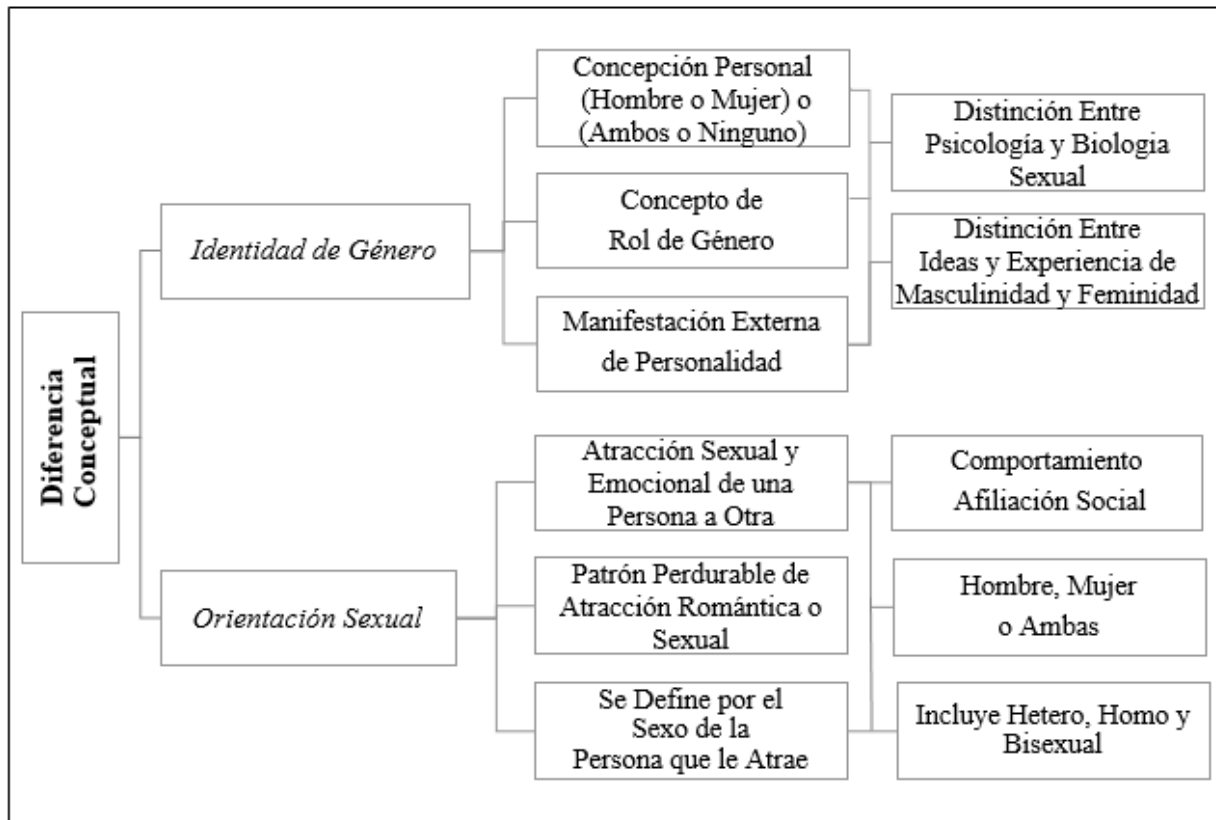 Diferencia
Conceptual
Identidad de Género
Concepción Personal
(Hombre o Mujer) o
(Ambos o Ninguno)
Concepto de
Rol de Género
Manifestación Externa
de Personalidad
Distinción Entre
Psicología y Biologia
Sexual
Distinción Entre
Ideas y Experiencia de
Masculinidad y Feminidad
Orientación Sexual
Atracción Sexual y
Emocional de una
Persona a Otra
Patrón Perdurable de
Atracción Romántica o
Sexual
Se Define por el
Sexo de la
Persona que le Atrae
Comportamiento
Afiliación Social
Hombre, Mujer
o Ambas
Incluye Hetero, Homo y
Bisexual